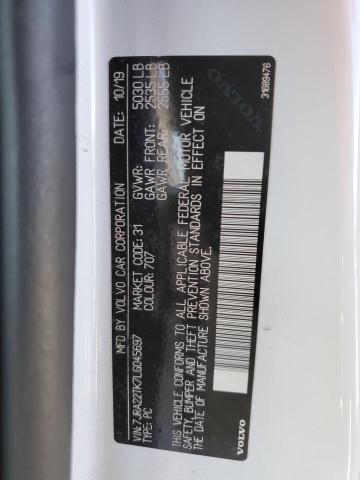 MFD BY VOLVO CAR CORPORATION DATE: 10/19
MARKET CODE: 31 GVWR: 5030 LB
COLOUR: 707 GAWR FRONT: 2535 LB
GAWR REAR: 2555 LB
VIN: 7JRA22TK7LG045697
TYPE: PC
THIS VEHICLE CONFORMS TO ALL APPLICABLE FEDERAL MOTOR VEHICLE
SAFETY, BUMPER AND THEFT PREVENTION STANDARDS IN EFFECT ON
THE DATE OF MANUFACTURE SHOWN ABOVE.
VOLVO
31689476
VOLVO